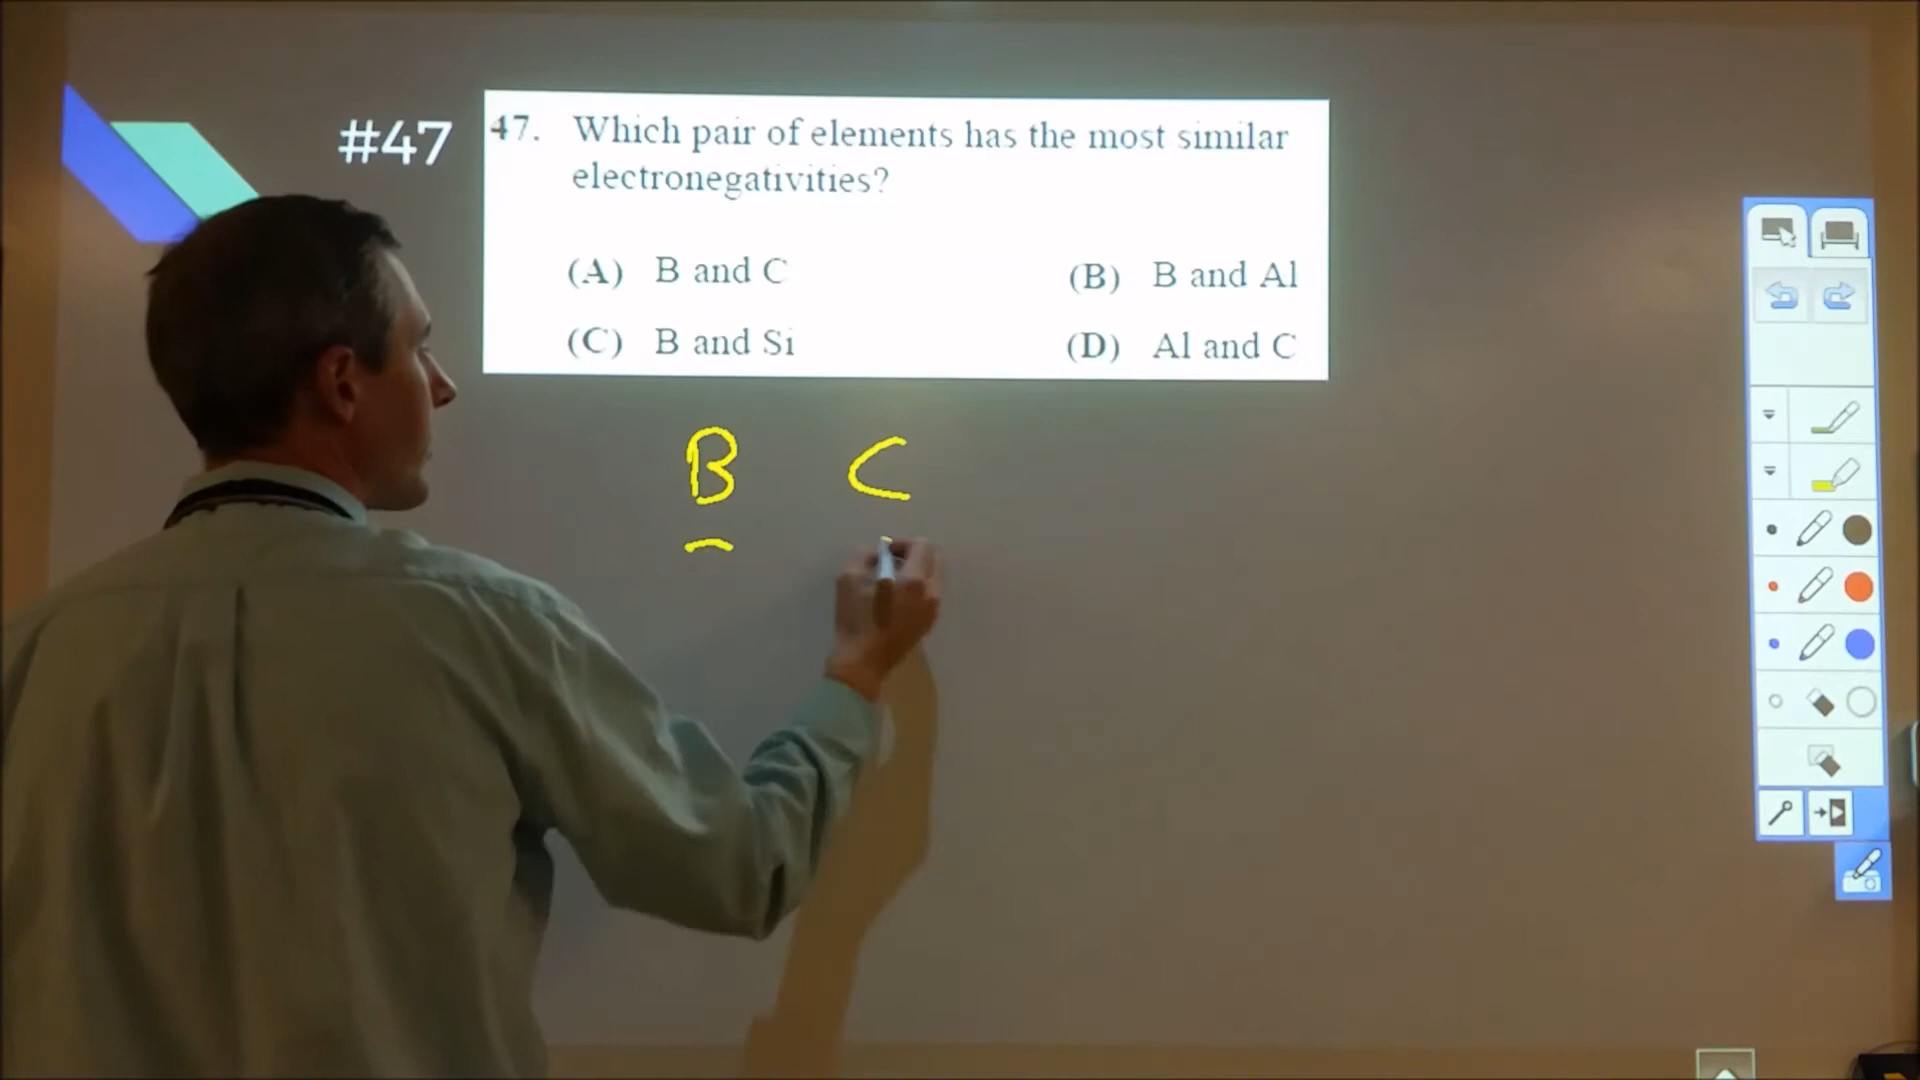 #47
47. Which pair of elements has the most similar
electronegativities?
(A) B and C (B) B and Al
(C) B and Si (D) Al and C
B C